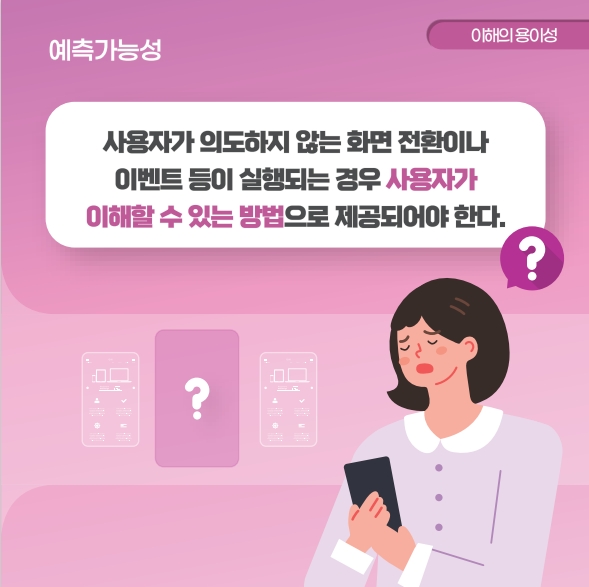 이해의 용이성
예측가능성
사용자가 의도하지 않는 화면 전환이나
이벤트 등이 실행되는 경우 사용자가
이해할 수 있는 방법으로 제공되어야 한다.
?
?